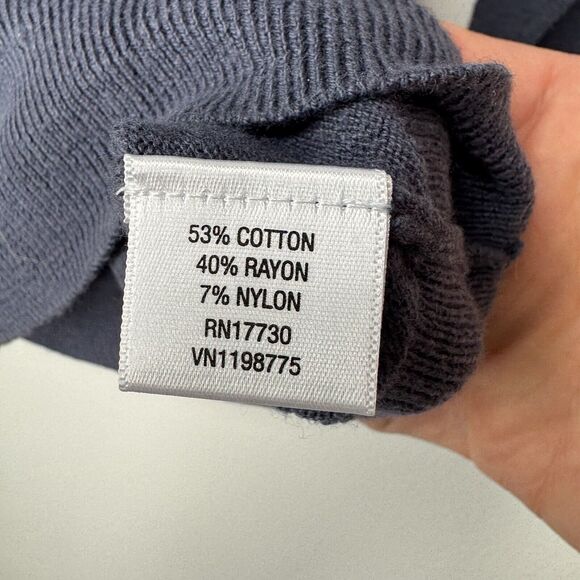 53% COTTON
40% RAYON
7% NYLON
RN17730
VN1198775